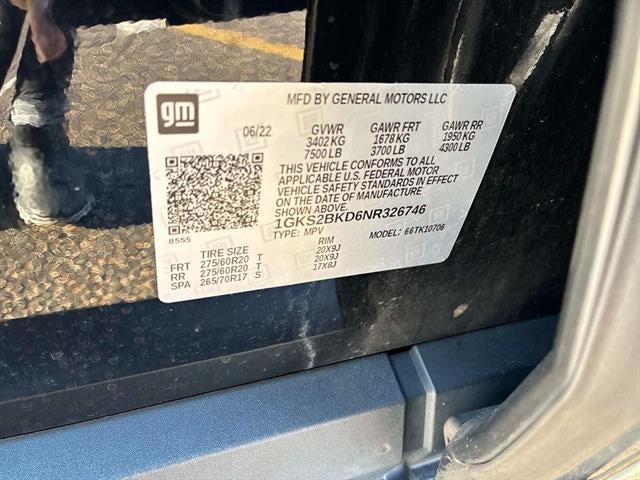 gm
MFD BY GENERAL MOTORS LLC
06/22 GVWR GAWR FRT GAWR RR
3402 KG 1678 KG 1950 KG
7500 LB 3700 LB 4300 LB
THIS VEHICLE CONFORMS TO ALL
APPLICABLE U.S. FEDERAL MOTOR
VEHICLE SAFETY STANDARDS IN EFFECT
ON THE DATE OF MANUFACTURE
SHOWN ABOVE.
1GKS2BKD6NR326746
8555 TYPE: MPV MODEL: 66TK10706
TIRE SIZE RIM
FRT 275/60R20 T 20X9J
RR 275/60R20 T 20X9J
SPA 265/70R17 S 17X8J